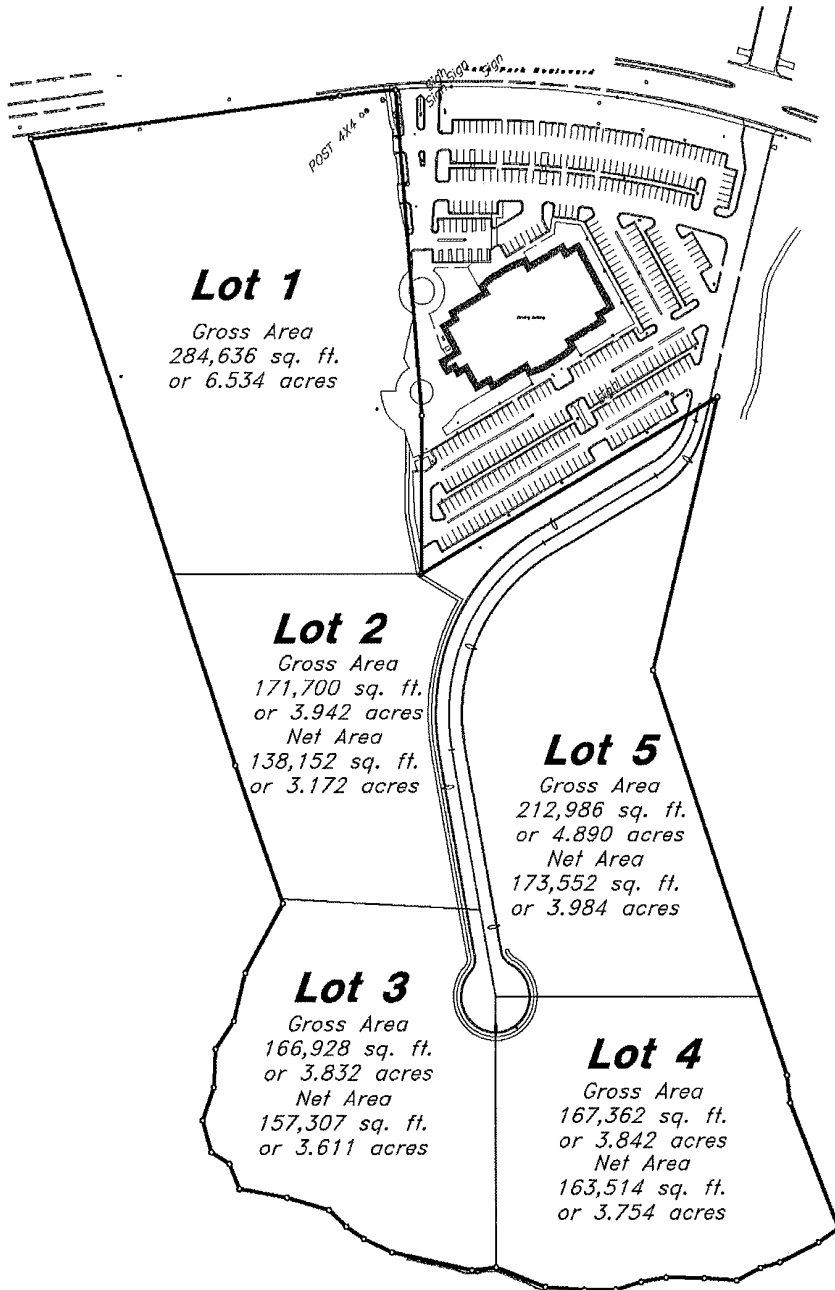 Sign
Sign
Sign
Sign
Park Boulevard
POST 4X4
Lot 1
Gross Area
284,636 sq. ft.
or 6.534 acres
Sign
Lot 2
Gross Area
171,700 sq. ft.
or 3.942 acres
Net Area
138,152 sq. ft.
or 3.172 acres
Lot 5
Gross Area
212,986 sq. ft.
or 4.890 acres
Net Area
173,552 sq. ft.
or 3.984 acres
Lot 3
Gross Area
166,928 sq. ft.
or 3.832 acres
Net Area
157,307 sq. ft.
or 3.611 acres
Lot 4
Gross Area
167,362 sq. ft.
or 3.842 acres
Net Area
163,514 sq. ft.
or 3.754 acres